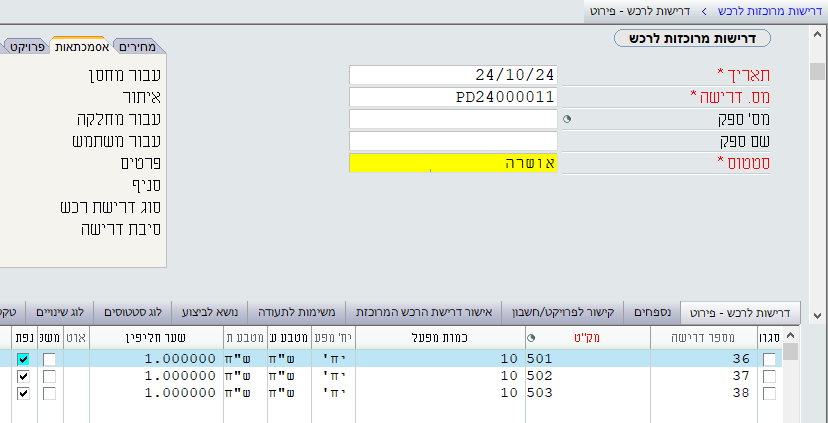 דרישות מרוכזות לרכש > דרישות לרכש - פירוט
דרישות מרוכזות לרכש
תאריך * 24/10/24
מס. דרישה * PD24000011
מס' ספק
שם ספק
סטטוס * אושרה
מחירים אסמכתאות פרויקט
עבור מחסן
איתור
עבור מחלקה
עבור משתמש
פרטים
סניף
סוג דרישת רכש
סיבת דרישה
דרישות לרכש - פירוט נספחים קישור לפרויקט/חשבון אישור דרישת הרכש המרוכזת משימות לתעודה נושא לביצוע לוג סטטוסים לוג שינויים טקס
סגרו מספר דרישה מק"ט כמות מפעל יח' מפע מטבע ע מטבע ת שער חליפין אוט משפ נפת
36 501 10 יח' ש"ח ש"ח 1.000000
37 502 10 יח' ש"ח ש"ח 1.000000
38 503 10 יח' ש"ח ש"ח 1.000000